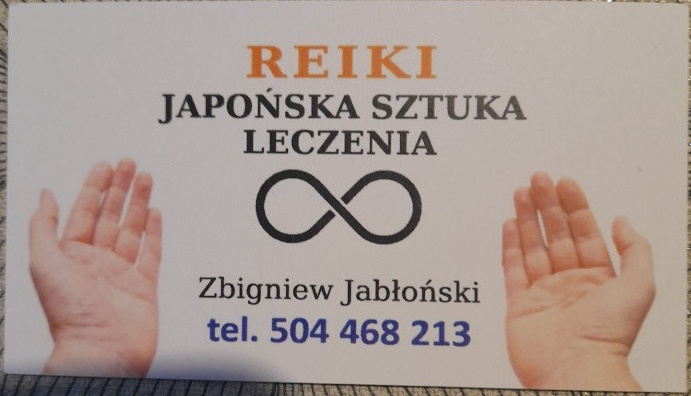 REIKI
JAPOŃSKA SZTUKA
LECZENIA
Zbigniew Jabłoński
tel. 504 468 213